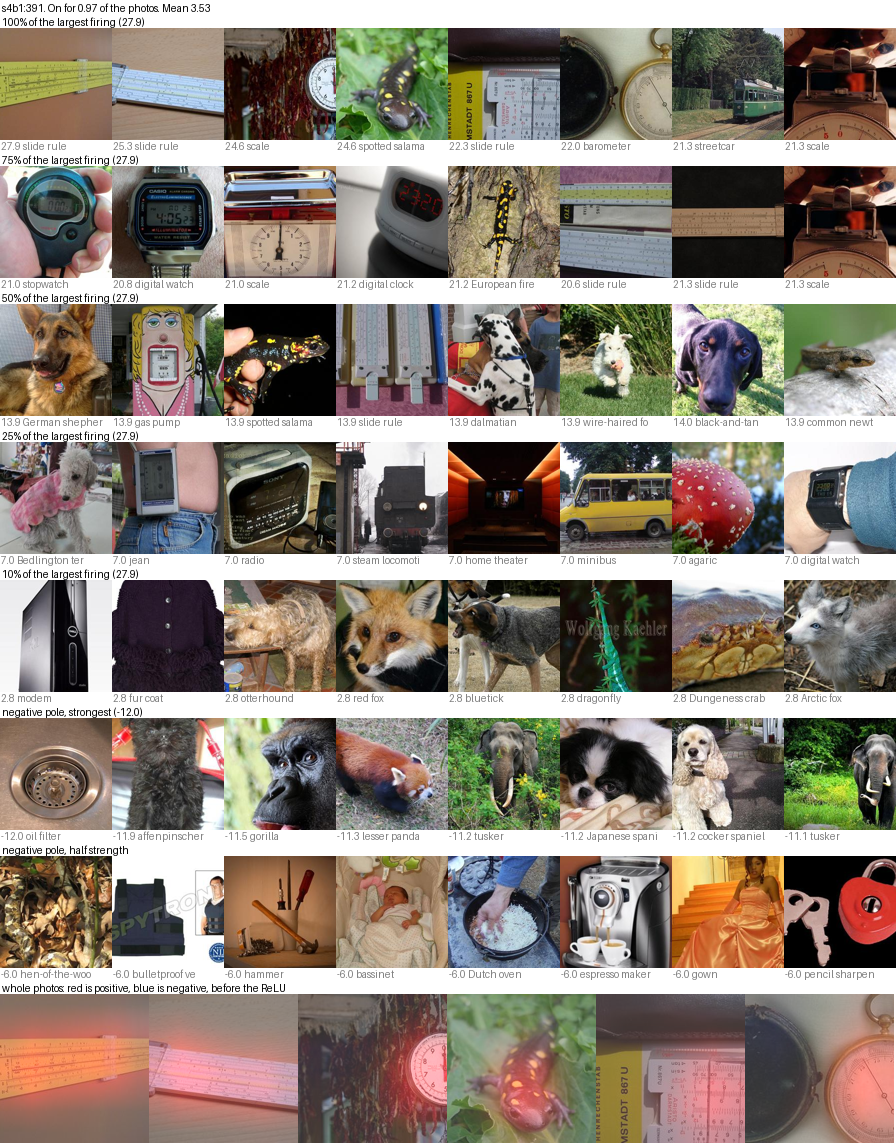 s4b1:391. On for 0.97 of the photos. Mean 3.53
100% of the largest firing (27.9)
MSTADT 867 U
27.9 slide rule
25.3 slide rule
24.6 scale
24.6 spotted salama
22.3 slide rule
22.0 barometer
21.3 streetcar
21.3 scale
75% of the largest firing (27.9)
CASIO
21.0 stopwatch
20.8 digital watch
21.0 scale
21.2 digital clock
21.2 European fire
20.6 slide rule
21.3 slide rule
21.3 scale
50% of the largest firing (27.9)
13.9 German shepher
13.9 gas pump
13.9 spotted salama
13.9 slide rule
13.9 dalmatian
13.9 wire-haired fo
14.0 black-and-tan
13.9 common newt
25% of the largest firing (27.9)
SONY
7.0 Bedlington ter
7.0 jean
7.0 radio
7.0 steam locomoti
7.0 home theater
7.0 minibus
7.0 agaric
7.0 digital watch
10% of the largest firing (27.9)
Wolfgang Kaehler
2.8 modem
2.8 fur coat
2.8 otterhound
2.8 red fox
2.8 bluetick
2.8 dragonfly
2.8 Dungeness crab
2.8 Arctic fox
negative pole, strongest (-12.0)
-12.0 oil filter
-11.9 affenpinscher
-11.5 gorilla
-11.3 lesser panda
-11.2 tusker
-11.2 Japanese spani
-11.2 cocker spaniel
-11.1 tusker
negative pole, half strength
SPYTRON
-6.0 hen-of-the-woo
-6.0 bulletproof ve
-6.0 hammer
-6.0 bassinet
-6.0 Dutch oven
-6.0 espresso maker
-6.0 gown
-6.0 pencil sharpen
whole photos: red is positive, blue is negative, before the ReLU
MSTADT 867 U